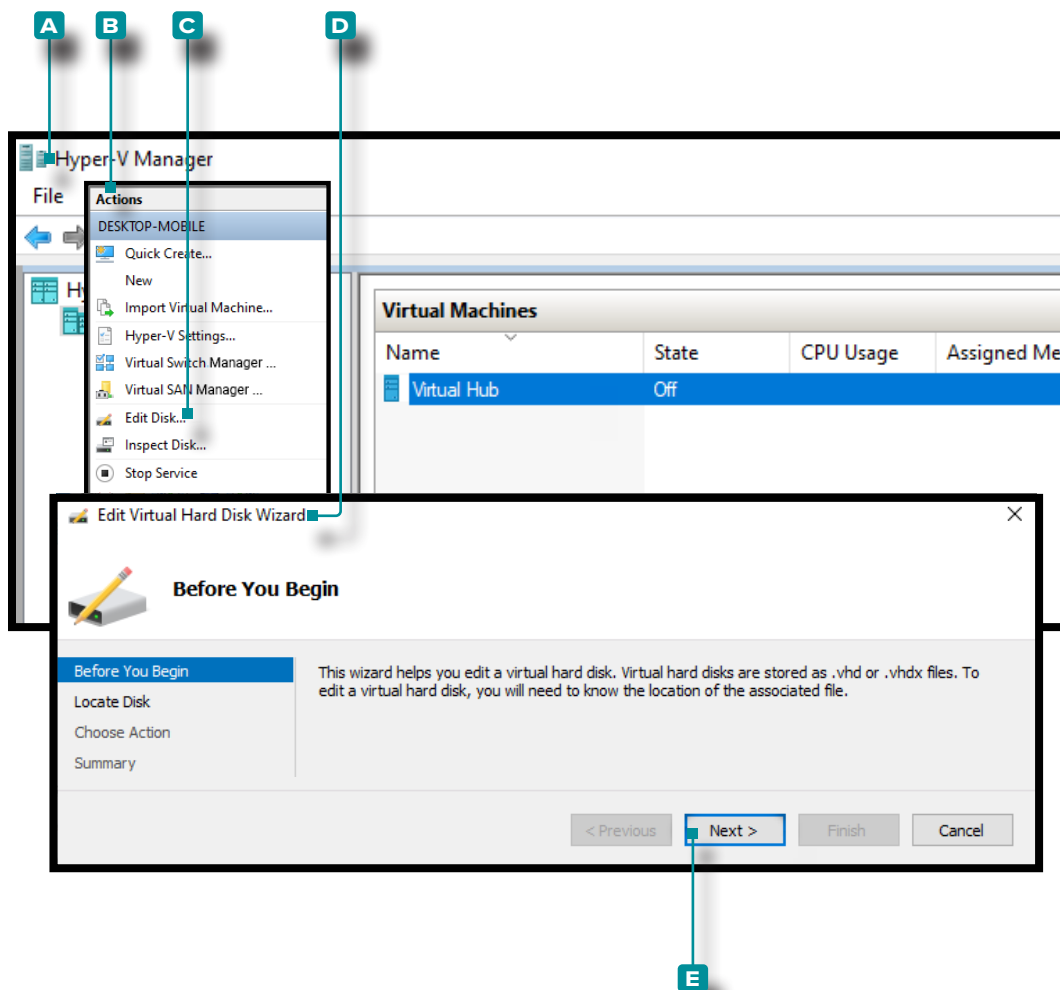 A B C D
Hyper-V Manager
File
Actions
DESKTOP-MOBILE
Quick Create...
New
Import Virtual Machine...
Hyper-V Settings...
Virtual Switch Manager ...
Virtual SAN Manager ...
Edit Disk...
Inspect Disk...
Stop Service
Virtual Machines
Name State CPU Usage Assigned Me
Virtual Hub Off
Edit Virtual Hard Disk Wizard
Before You Begin
Before You Begin
Locate Disk
Choose Action
Summary
This wizard helps you edit a virtual hard disk. Virtual hard disks are stored as .vhd or .vhdx files. To
edit a virtual hard disk, you will need to know the location of the associated file.
< Previous Next > Finish Cancel
E